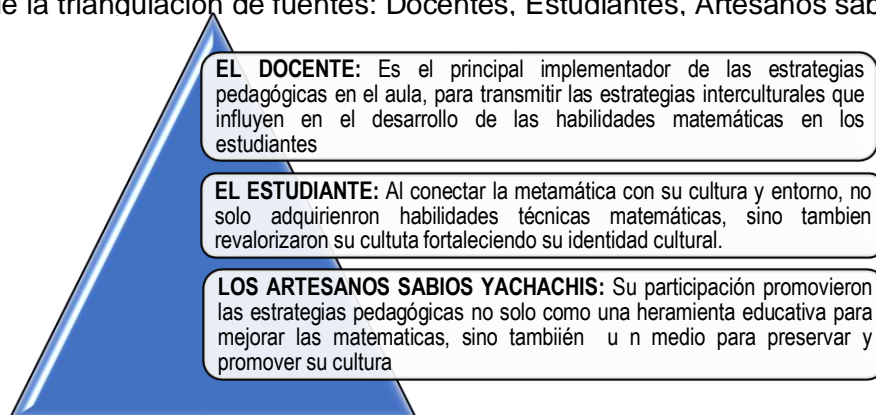 de la triangulación de fuentes: Docentes, Estudiantes, Artesanos
EL DOCENTE: Es el principal implementador de las estrategias
pedagógicas en el aula, para transmitir las estrategias interculturales que
influyen en el desarrollo de las habilidades matemáticas en los
estudiantes
EL ESTUDIANTE: Al conectar la metamática con su cultura y entorno, no
solo adquirienron habilidades técnicas matemáticas, sino tambien
revalorizaron su cultuta fortaleciendo su identidad cultural.
LOS ARTESANOS SABIOS YACHACHIS: Su participación promovieron
las estrategias pedagógicas no solo como una heramienta educativa para
mejorar las matematicas, sino tambiién u n medio para preservar y
promover su cultura